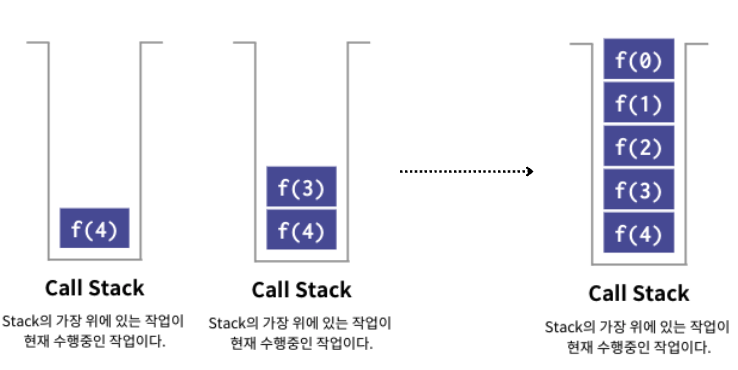 f(4)
Call Stack
Stack의 가장 위에 있는 작업이
현재 수행중인 작업이다.
f(3)
f(4)
Call Stack
Stack의 가장 위에 있는 작업이
현재 수행중인 작업이다.
f(0)
f(1)
f(2)
f(3)
f(4)
Call Stack
Stack의 가장 위에 있는 작업이
현재 수행중인 작업이다.